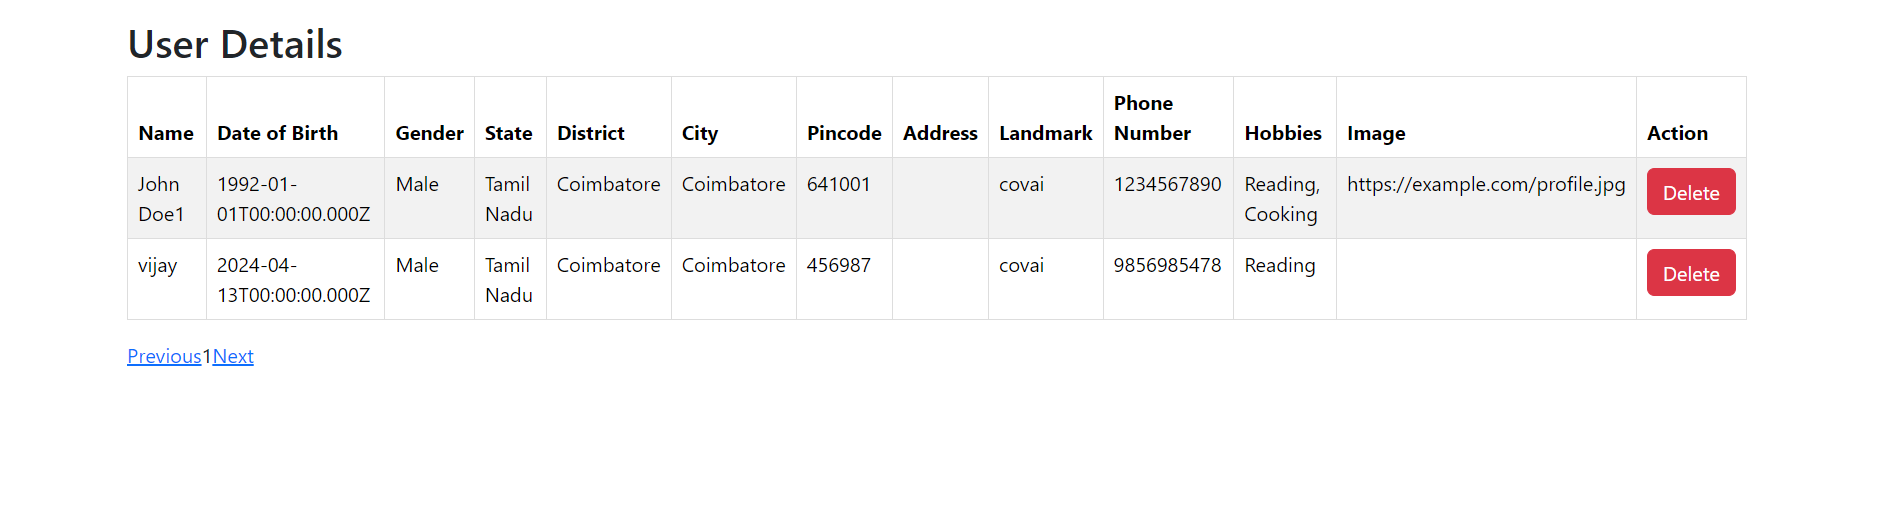 User Details
Name Date of Birth Gender State District City Pincode Address Landmark Phone Number Hobbies Image Action
John Doe1 1992-01-01T00:00:00.000Z Male Tamil Nadu Coimbatore Coimbatore 641001 covai 1234567890 Reading, Cooking https://example.com/profile.jpg Delete
vijay 2024-04-13T00:00:00.000Z Male Tamil Nadu Coimbatore Coimbatore 456987 covai 9856985478 Reading Delete
Previous1Next